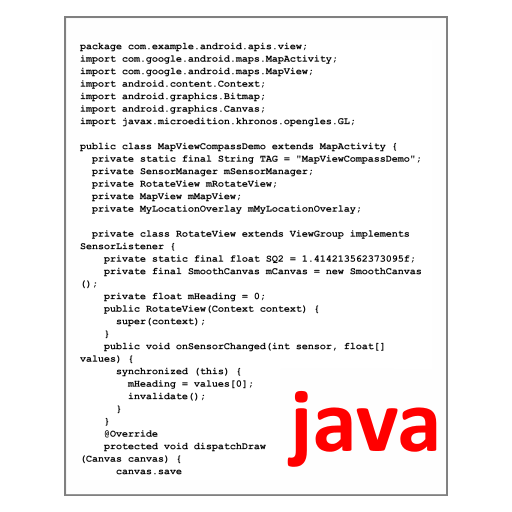 package com.example.android.apis.view;
import com.google.android.maps.MapActivity;
import com.google.android.maps.MapView;
import android.content.Context;
import android.graphics.Bitmap;
import android.graphics.Canvas;
import javax.microedition.khronos.opengles.GL;

public class MapViewCompassDemo extends MapActivity {
  private static final String TAG = "MapViewCompassDemo";
  private SensorManager mSensorManager;
  private RotateView mRotateView;
  private MapView mMapView;
  private MyLocationOverlay mMyLocationOverlay;

  private class RotateView extends ViewGroup implements
SensorListener {
    private static final float SQ2 = 1.414213562373095f;
    private final SmoothCanvas mCanvas = new SmoothCanvas
();
    private float mHeading = 0;
    public RotateView(Context context) {
      super(context);
    }
    public void onSensorChanged(int sensor, float[]
values) {
      synchronized (this) {
        mHeading = values[0];
        invalidate();
      }
    }
    @Override
    protected void dispatchDraw
(Canvas canvas) {
      canvas.save
java